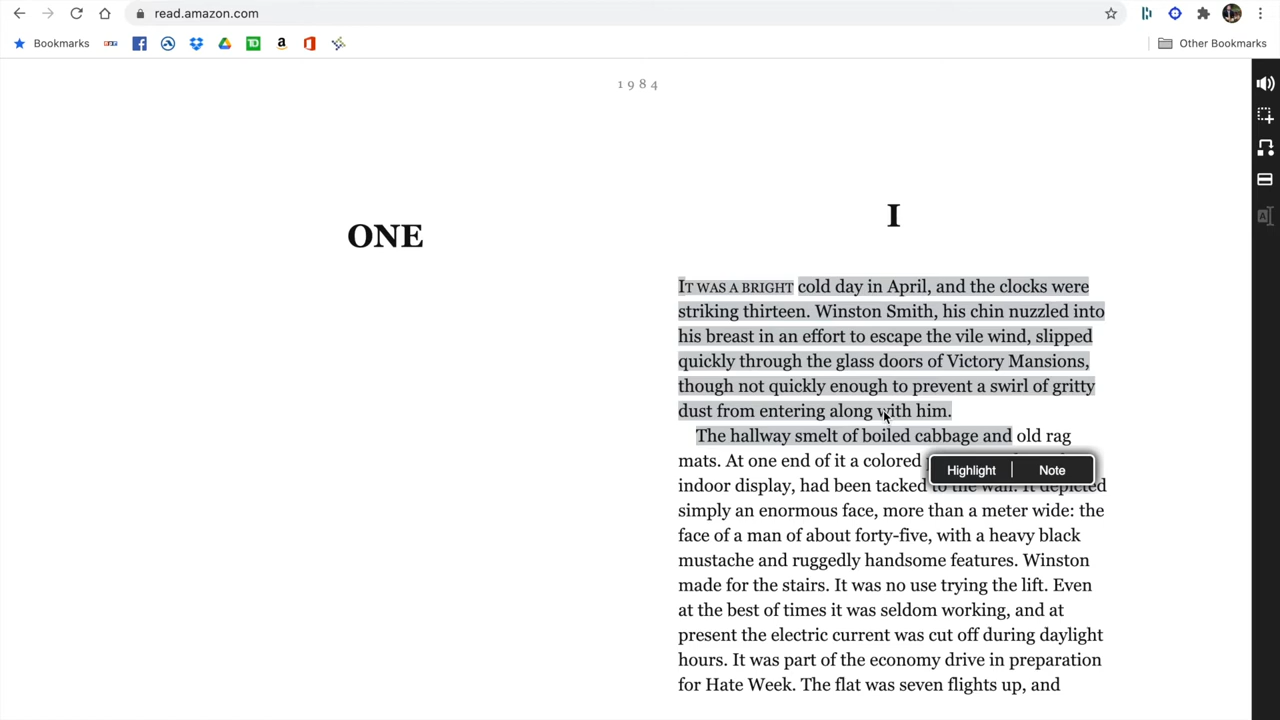 read.amazon.com
Bookmarks
TD
a
Other Bookmarks
1984
ONE
I
IT WAS A BRIGHT cold day in April, and the clocks were
striking thirteen. Winston Smith, his chin nuzzled into
his breast in an effort to escape the vile wind, slipped
quickly through the glass doors of Victory Mansions,
though not quickly enough to prevent a swirl of gritty
dust from entering along with him.
The hallway smelt of boiled cabbage and old rag
mats. At one end of it a colored
Highlight
Note
indoor display, had been tacked to the wall. It depicted
simply an enormous face, more than a meter wide: the
face of a man of about forty-five, with a heavy black
mustache and ruggedly handsome features. Winston
made for the stairs. It was no use trying the lift. Even
at the best of times it was seldom working, and at
present the electric current was cut off during daylight
hours. It was part of the economy drive in preparation
for Hate Week. The flat was seven flights up, and